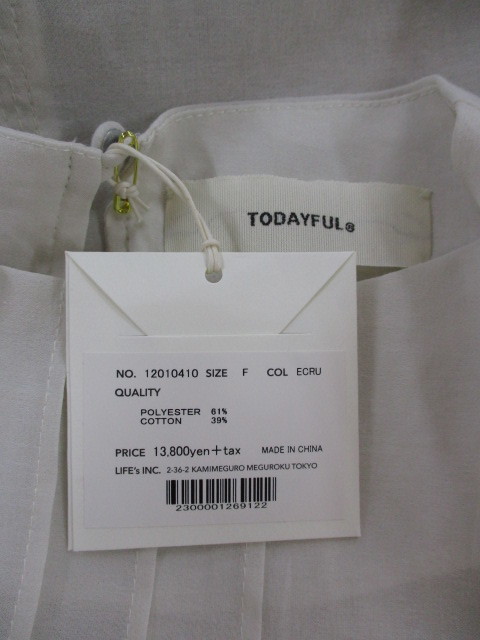 TODAYFUL®
NO. 12010410 SIZE F COL ECRU
QUALITY
POLYESTER 61%
COTTON 39%
PRICE 13,800yen+tax MADE IN CHINA
LIFE's INC. 2-36-2 KAMIMEGURO MEGUROKU TOKYO
2300001269122